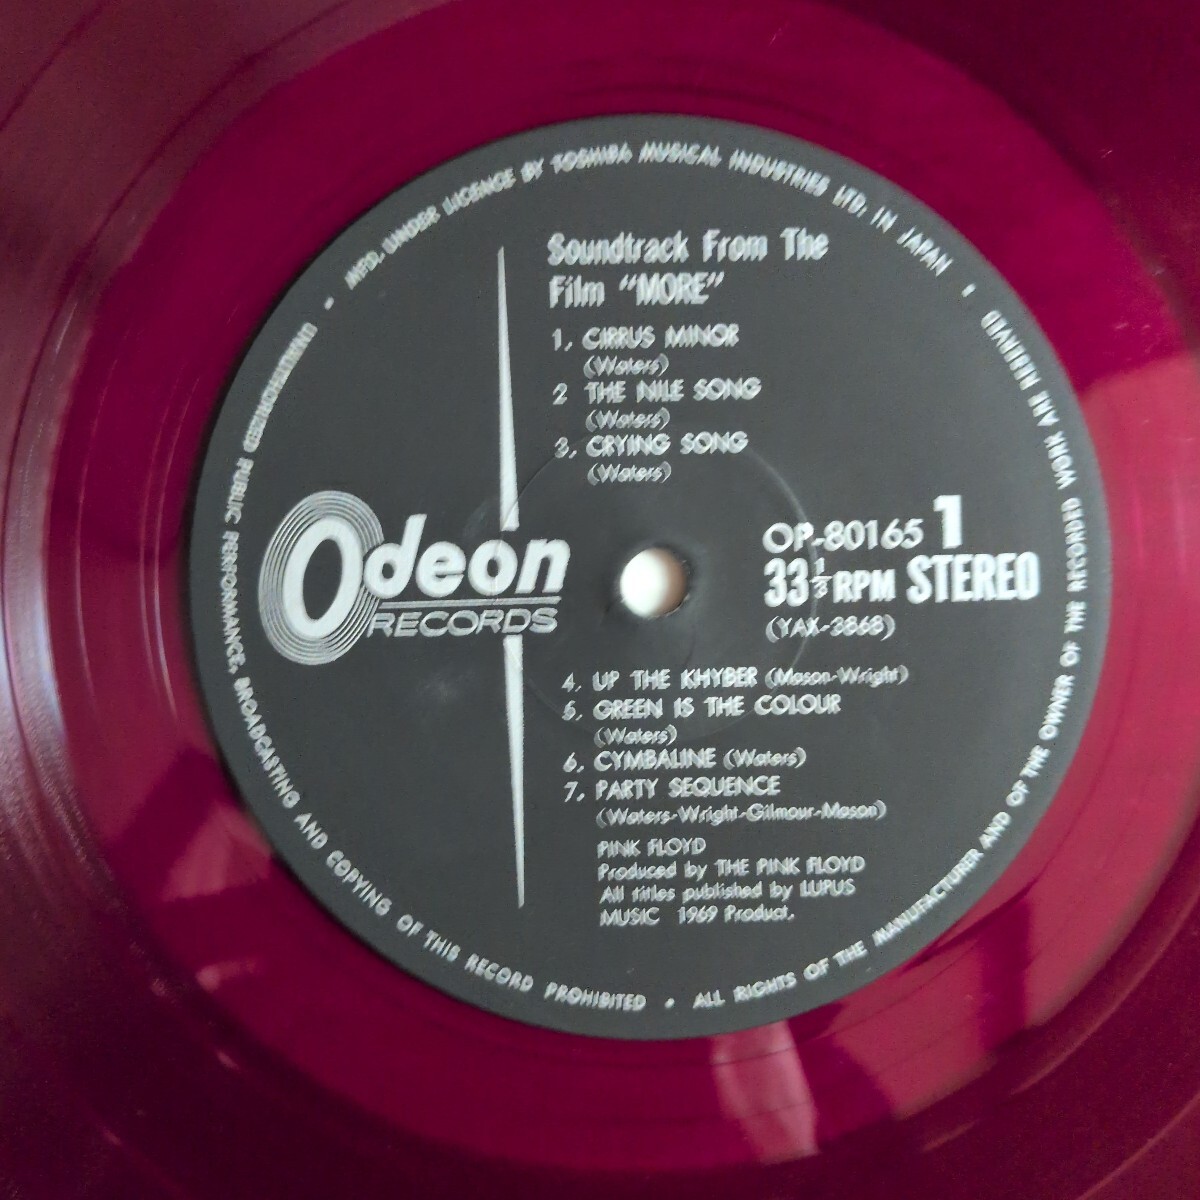 MFD. UNDER LICENCE BY TOSHIBA MUSICAL INDUSTRIES LTD. IN JAPAN •
Soundtrack From The
Film "MORE"
1. CIRRUS MINOR
(Waters)
2 THE NILE SONG
(Waters)
3. CRYING SONG
(Waters)
Odeon
RECORDS
OP-80165 1
33⅓ RPM STEREO
(YAX-3868)
4. UP THE KHYBER (Mason-Wright)
5. GREEN IS THE COLOUR
(Waters)
6. CYMBALINE (Waters)
7. PARTY SEQUENCE
(Waters-Wright-Gilmour-Mason)
PINK FLOYD
Produced by THE PINK FLOYD
All titles published by LUPUS
MUSIC 1969 Product.
UNAUTHORIZED PUBLIC PERFORMANCE, BROADCASTING AND COPYING OF THIS RECORD PROHIBITED • ALL RIGHTS OF THE MANUFACTURER AND OF THE OWNER OF THE RECORDED WORK ARE RESERVED